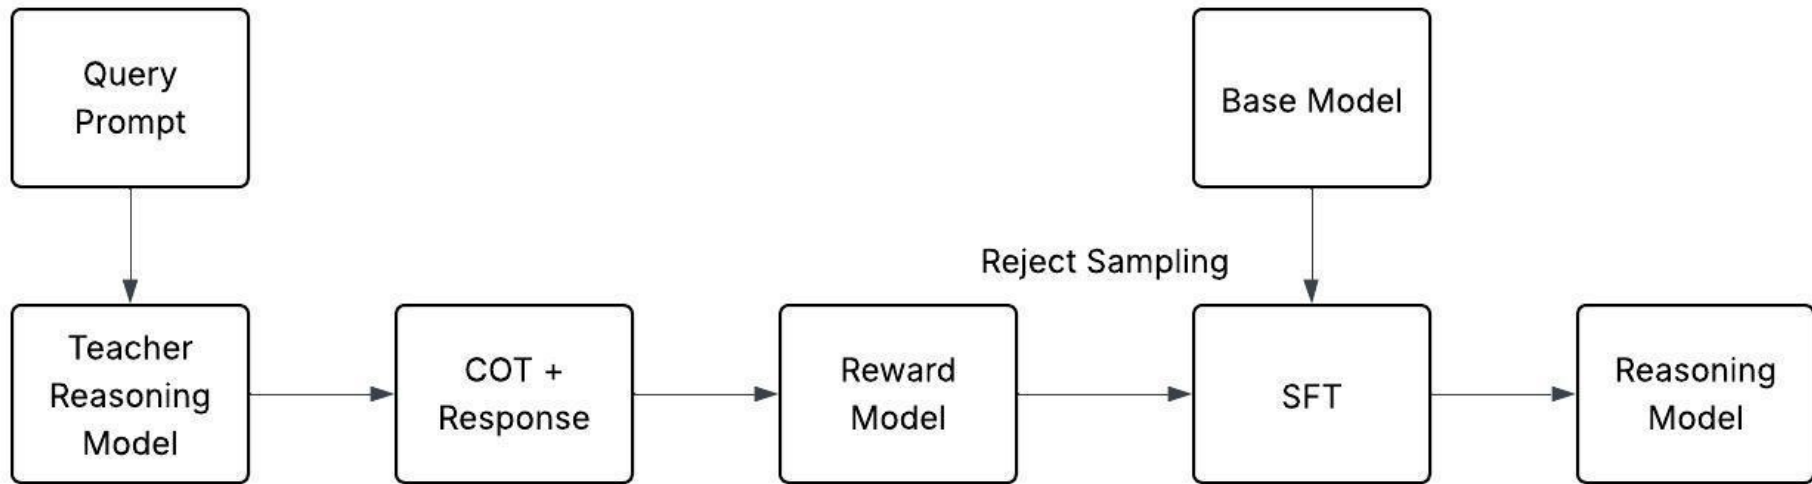 Query
Prompt
Base Model
Reject Sampling
Teacher
Reasoning
Model
COT +
Response
Reward
Model
SFT
Reasoning
Model